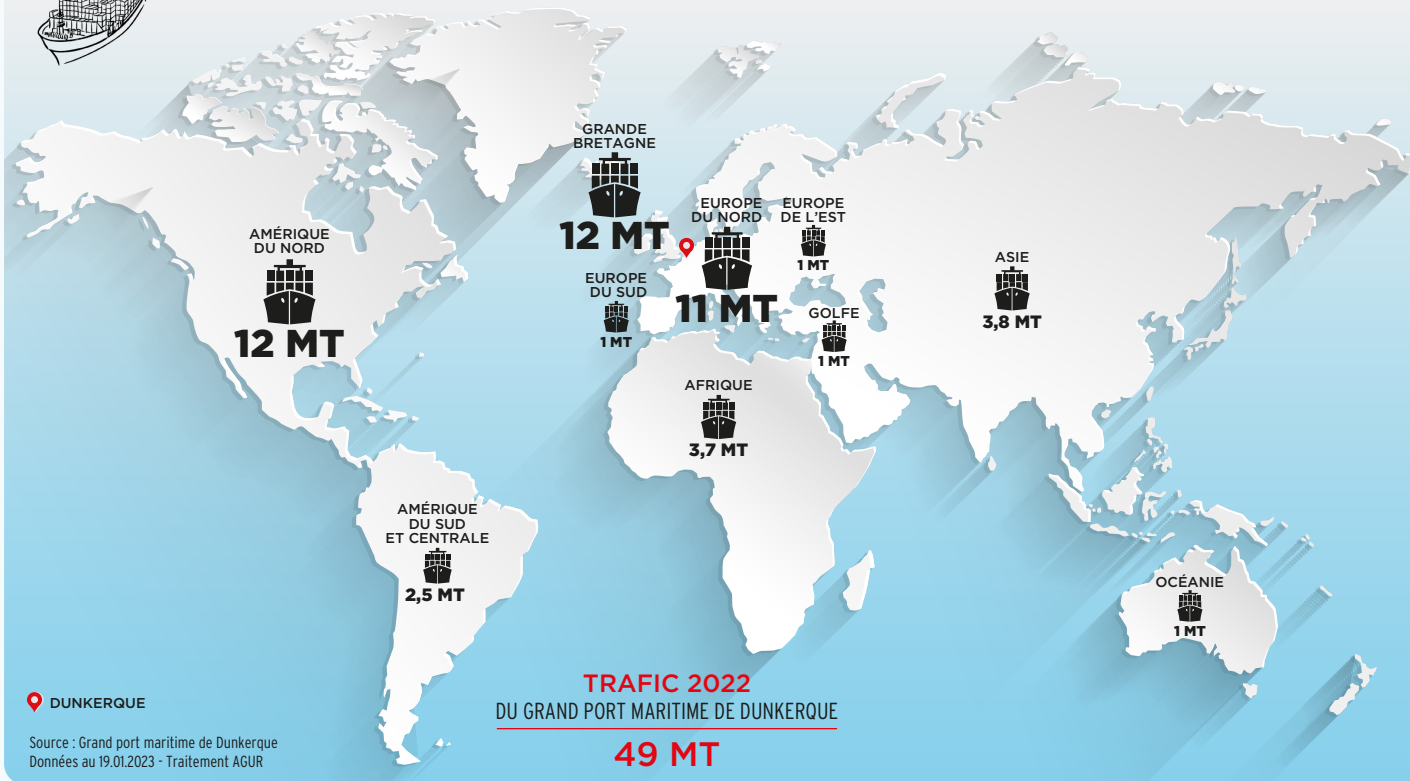 GRANDE
BRETAGNE
12 MT
EUROPE
DU NORD
11 MT
EUROPE
DE L'EST
1 MT
AMÉRIQUE
DU NORD
12 MT
EUROPE
DU SUD
1 MT
GOLFE
1 MT
ASIE
3,8 MT
AFRIQUE
3,7 MT
AMÉRIQUE
DU SUD
ET CENTRALE
2,5 MT
OCÉANIE
1 MT
DUNKERQUE
Source : Grand port maritime de Dunkerque
Données au 19.01.2023 - Traitement AGUR
TRAFIC 2022
DU GRAND PORT MARITIME DE DUNKERQUE
49 MT